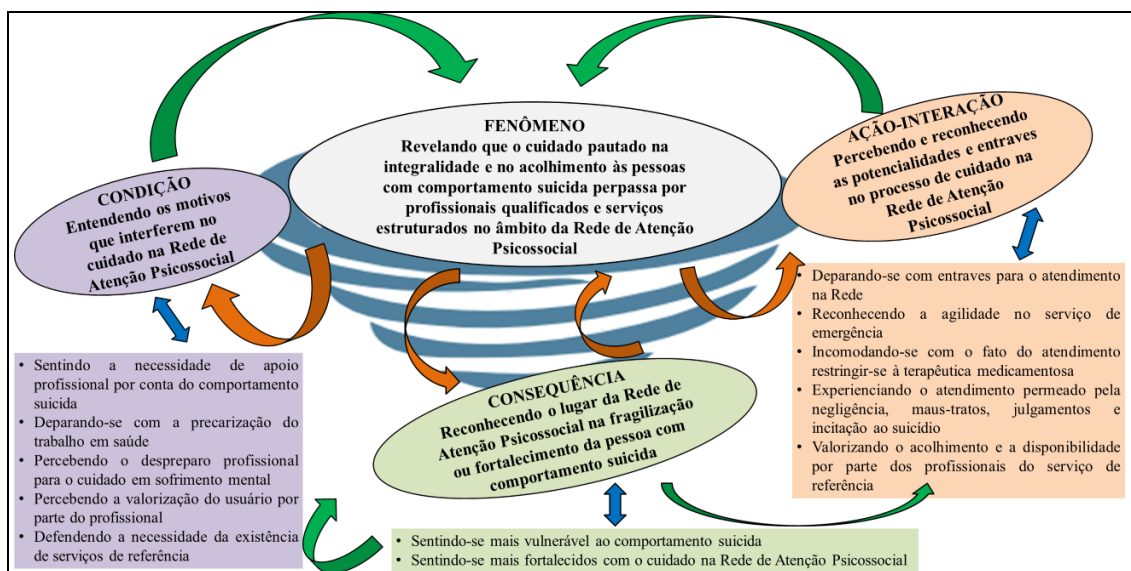 FENÔMENO
Revelando que o cuidado pautado na
integralidade e no acolhimento às pessoas
com comportamento suicida perpassa por
profissionais qualificados e serviços
estruturados no âmbito da Rede de Atenção
Psicossocial
CONDIÇÃO
Entendendo os motivos
que interferem no
cuidado na Rede de
Atenção Psicossocial
AÇÃO-INTERAÇÃO
Percebendo e reconhecendo
as potencialidades e entraves
no processo de cuidado na
Rede de Atenção
Psicossocial
• Sentindo a necessidade de apoio
profissional por conta do comportamento
suicida
• Deparando-se com a precarização do
trabalho em saúde
• Percebendo o despreparo profissional
para o cuidado em sofrimento mental
• Percebendo a valorização do usuário por
parte do profissional
• Defendendo a necessidade da existência
de serviços de referência
CONSEQUÊNCIA
Reconhecendo o lugar da Rede de
Atenção Psicossocial na fragilização
ou fortalecimento da pessoa com
comportamento suicida
• Deparando-se com entraves para o atendimento
na Rede
• Reconhecendo a agilidade no serviço de
emergência
• Incomodando-se com o fato do atendimento
restringir-se à terapêutica medicamentosa
• Experienciando o atendimento permeado pela
negligência, maus-tratos, julgamentos e
incitação ao suicídio
• Valorizando o acolhimento e a disponibilidade
por parte dos profissionais do serviço de
referência
• Sentindo-se mais vulnerável ao comportamento suicida
• Sentindo-se mais fortalecidos com o cuidado na Rede de Atenção Psicossocial